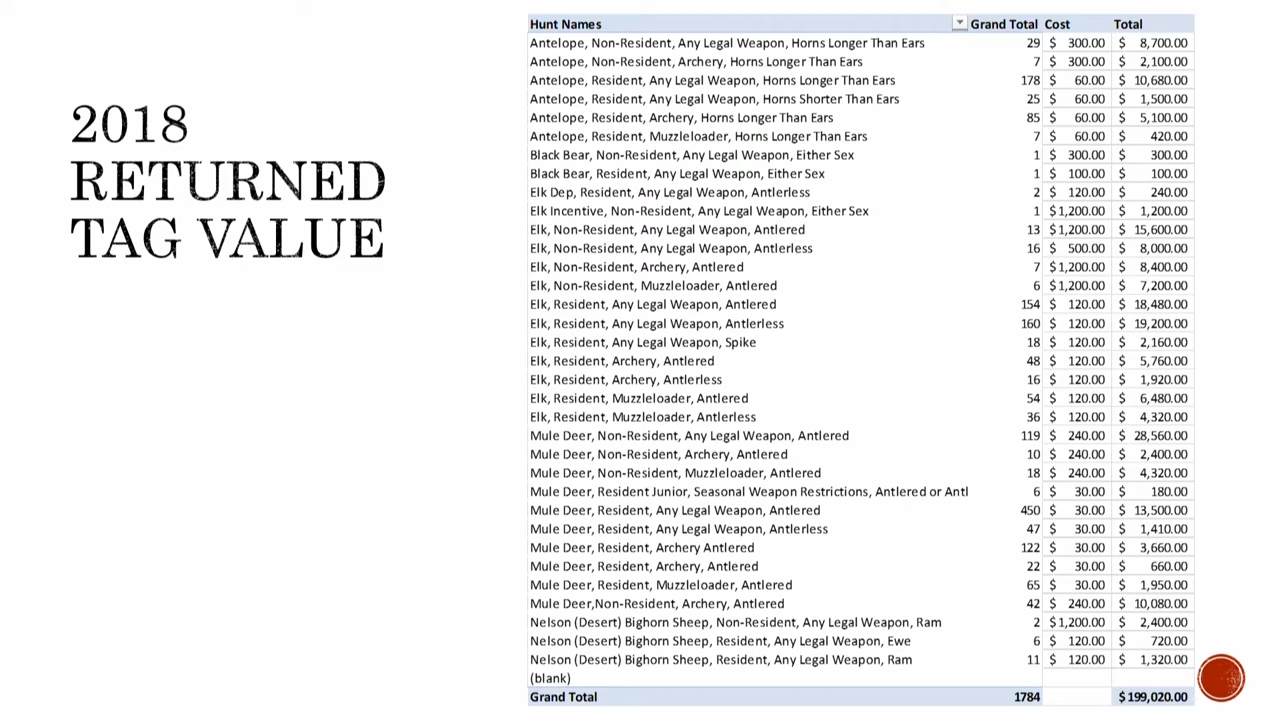 2018
RETURNED
TAG VALUE
Hunt Names Grand Total Cost Total
Antelope, Non-Resident, Any Legal Weapon, Horns Longer Than Ears 29 $ 300.00 $ 8,700.00
Antelope, Non-Resident, Archery, Horns Longer Than Ears 7 $ 300.00 $ 2,100.00
Antelope, Resident, Any Legal Weapon, Horns Longer Than Ears 178 $ 60.00 $ 10,680.00
Antelope, Resident, Any Legal Weapon, Horns Shorter Than Ears 25 $ 60.00 $ 1,500.00
Antelope, Resident, Archery, Horns Longer Than Ears 85 $ 60.00 $ 5,100.00
Antelope, Resident, Muzzleloader, Horns Longer Than Ears 7 $ 60.00 $ 420.00
Black Bear, Non-Resident, Any Legal Weapon, Either Sex 1 $ 300.00 $ 300.00
Black Bear, Resident, Any Legal Weapon, Either Sex 1 $ 100.00 $ 100.00
Elk Dep, Resident, Any Legal Weapon, Antlerless 2 $ 120.00 $ 240.00
Elk Incentive, Non-Resident, Any Legal Weapon, Either Sex 1 $1,200.00 $ 1,200.00
Elk, Non-Resident, Any Legal Weapon, Antlered 13 $1,200.00 $ 15,600.00
Elk, Non-Resident, Any Legal Weapon, Antlerless 16 $ 500.00 $ 8,000.00
Elk, Non-Resident, Archery, Antlered 7 $1,200.00 $ 8,400.00
Elk, Non-Resident, Muzzleloader, Antlered 6 $1,200.00 $ 7,200.00
Elk, Resident, Any Legal Weapon, Antlered 154 $ 120.00 $ 18,480.00
Elk, Resident, Any Legal Weapon, Antlerless 160 $ 120.00 $ 19,200.00
Elk, Resident, Any Legal Weapon, Spike 18 $ 120.00 $ 2,160.00
Elk, Resident, Archery, Antlered 48 $ 120.00 $ 5,760.00
Elk, Resident, Archery, Antlerless 16 $ 120.00 $ 1,920.00
Elk, Resident, Muzzleloader, Antlered 54 $ 120.00 $ 6,480.00
Elk, Resident, Muzzleloader, Antlerless 36 $ 120.00 $ 4,320.00
Mule Deer, Non-Resident, Any Legal Weapon, Antlered 119 $ 240.00 $ 28,560.00
Mule Deer, Non-Resident, Archery, Antlered 10 $ 240.00 $ 2,400.00
Mule Deer, Non-Resident, Muzzleloader, Antlered 18 $ 240.00 $ 4,320.00
Mule Deer, Resident Junior, Seasonal Weapon Restrictions, Antlered or Antl 6 $ 30.00 $ 180.00
Mule Deer, Resident, Any Legal Weapon, Antlered 450 $ 30.00 $ 13,500.00
Mule Deer, Resident, Any Legal Weapon, Antlerless 47 $ 30.00 $ 1,410.00
Mule Deer, Resident, Archery Antlered 122 $ 30.00 $ 3,660.00
Mule Deer, Resident, Archery, Antlered 22 $ 30.00 $ 660.00
Mule Deer, Resident, Muzzleloader, Antlered 65 $ 30.00 $ 1,950.00
Mule Deer,Non-Resident, Archery, Antlered 42 $ 240.00 $ 10,080.00
Nelson (Desert) Bighorn Sheep, Non-Resident, Any Legal Weapon, Ram 2 $1,200.00 $ 2,400.00
Nelson (Desert) Bighorn Sheep, Resident, Any Legal Weapon, Ewe 6 $ 120.00 $ 720.00
Nelson (Desert) Bighorn Sheep, Resident, Any Legal Weapon, Ram 11 $ 120.00 $ 1,320.00
(blank)
Grand Total 1784 $199,020.00